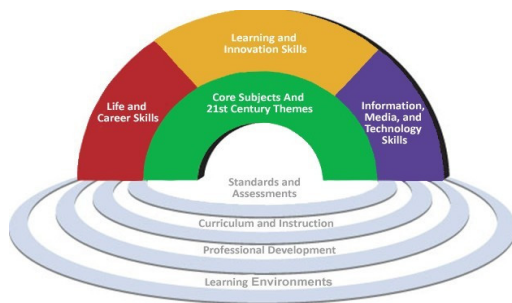 Learning and
Innovation Skills
Life and
Career Skills
Core Subjects And
21st Century Themes
Information,
Media, and
Technology
Skills
Standards and
Assessments
Curriculum and Instruction
Professional Development
Learning Environments